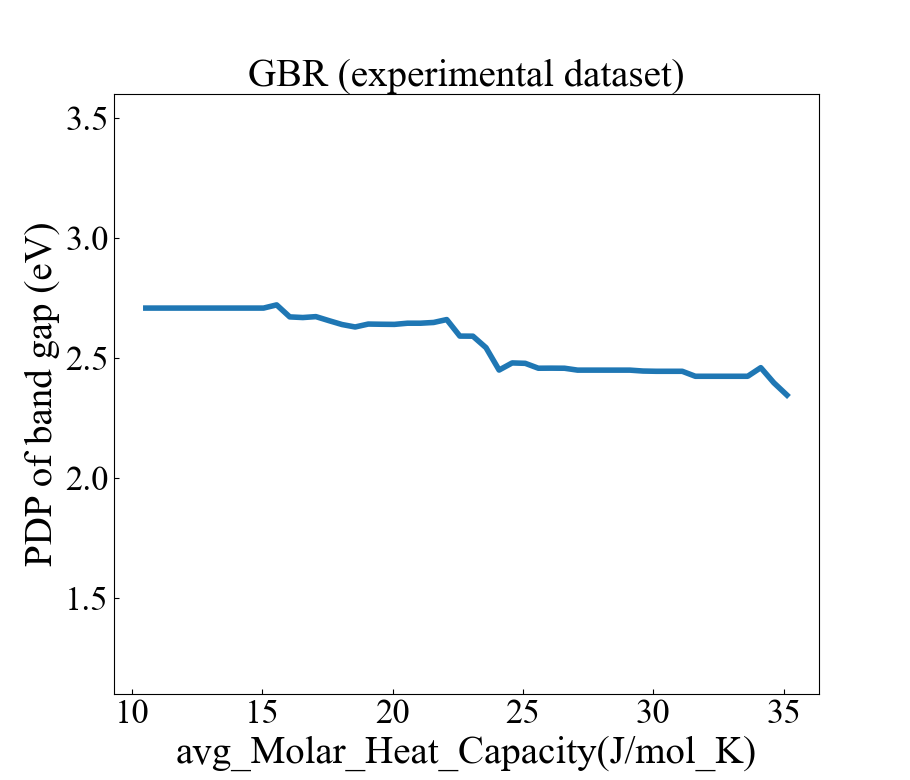 GBR (experimental dataset)
PDP of band gap (eV)
3.5
3.0
2.5
2.0
1.5
10 15 20 25 30 35
avg_Molar_Heat_Capacity(J/mol_K)